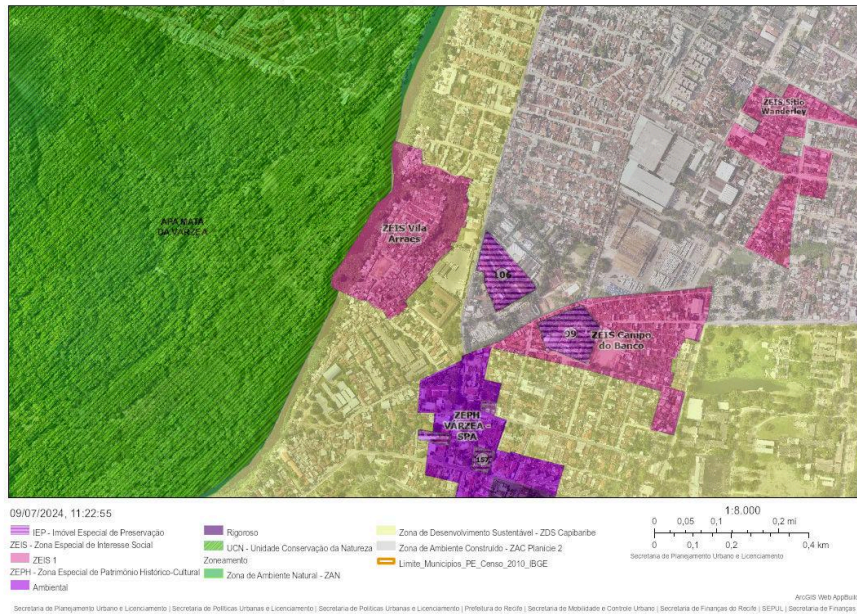 ZEIS Sítio
Wanderley
APA MATA
DA VARZEA
ZEIS Vila
Arraes
106
99
ZEIS Campo
do Banco
ZEPH
VARZEA -
SPA
157
09/07/2024, 11:22:55
IEP - Imóvel Especial de Preservação
ZEIS - Zona Especial de Interesse Social
ZEIS 1
ZEPH - Zona Especial de Patrimônio Histórico-Cultural
Ambiental
Rigoroso
UCN - Unidade Conservação da Natureza
Zoneamento
Zona de Ambiente Natural - ZAN
Zona de Desenvolvimento Sustentável - ZDS Capibaribe
Zona de Ambiente Construído - ZAC Planície 2
Limite_Municipios_PE_Censo_2010_IBGE
1:8.000
0 0,05 0,1 0,2 mi
0 0,1 0,2 0,4 km
Secretaria de Planejamento Urbano e Licenciamento
ArcGIS Web AppBuil
Secretaria de Planejamento Urbano e Licenciamento | Secretaria de Políticas Urbanas e Licenciamento | Secretaria de Políticas Urbanas e Licenciamento | Prefeitura do Recife | Secretaria de Mobilidade e Controle Urbano | Secretaria de Finanças do Recife | SEPUL | Secretaria de Finanças